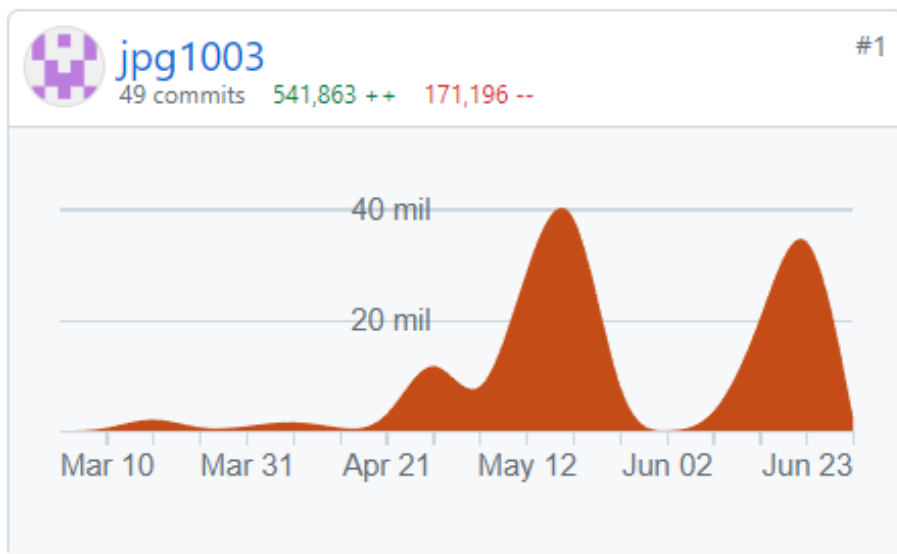 jpg1003
#1
49 commits 541,863 ++ 171,196 --
40 mil
20 mil
Mar 10 Mar 31 Apr 21 May 12 Jun 02 Jun 23